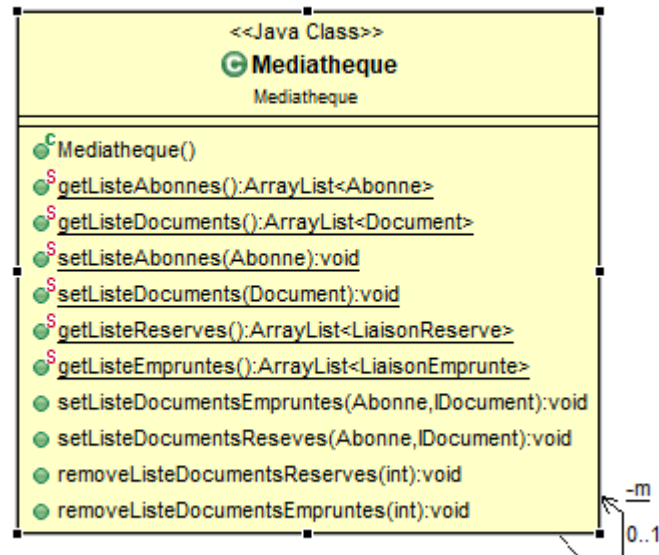 <<Java Class>>
C Mediatheque
Mediatheque
C Mediatheque()
S getListeAbonnes():ArrayList<Abonne>
S getListeDocuments():ArrayList<Document>
S setListeAbonnes(Abonne):void
S setListeDocuments(Document):void
S getListeReserves():ArrayList<LiaisonReserve>
S getListeEmpruntes():ArrayList<LiaisonEmprunte>
setListeDocumentsEmpruntes(Abonne,IDocument):void
setListeDocumentsReseves(Abonne,IDocument):void
removeListeDocumentsReserves(int):void
removeListeDocumentsEmpruntes(int):void
-m
0..1